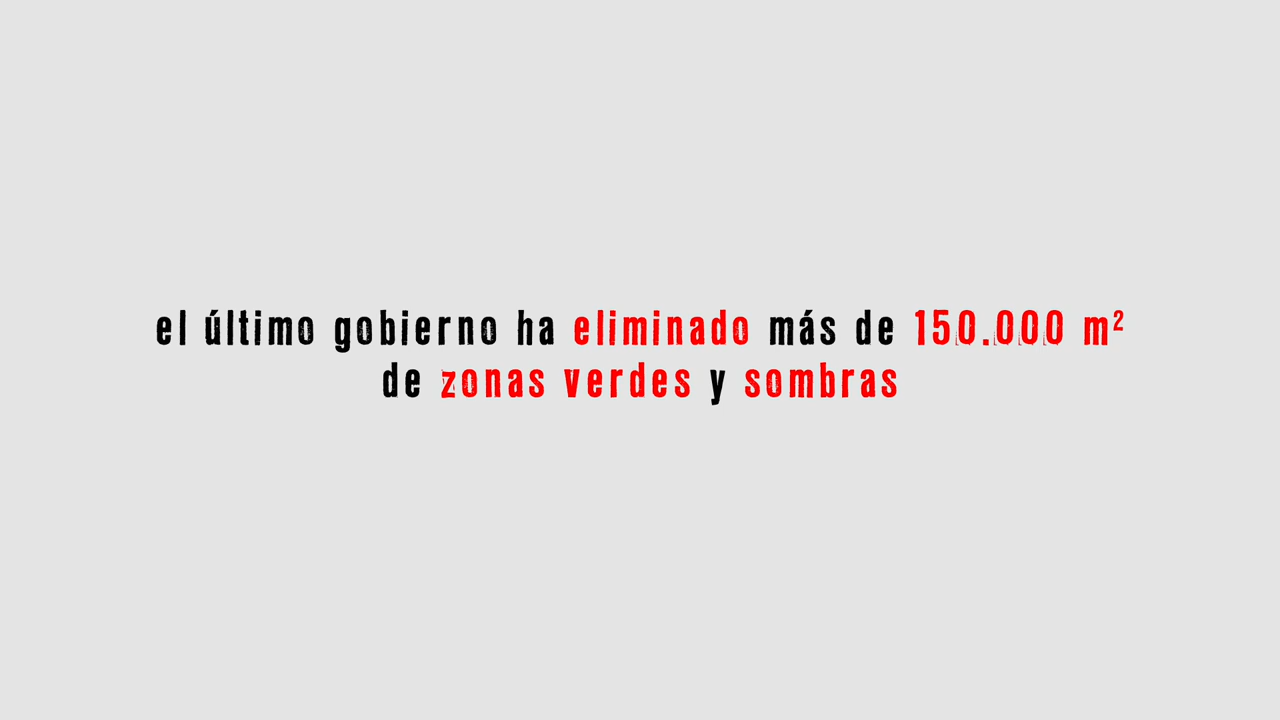 el último gobierno ha eliminado más de 150.000 m²
de zonas verdes y sombras